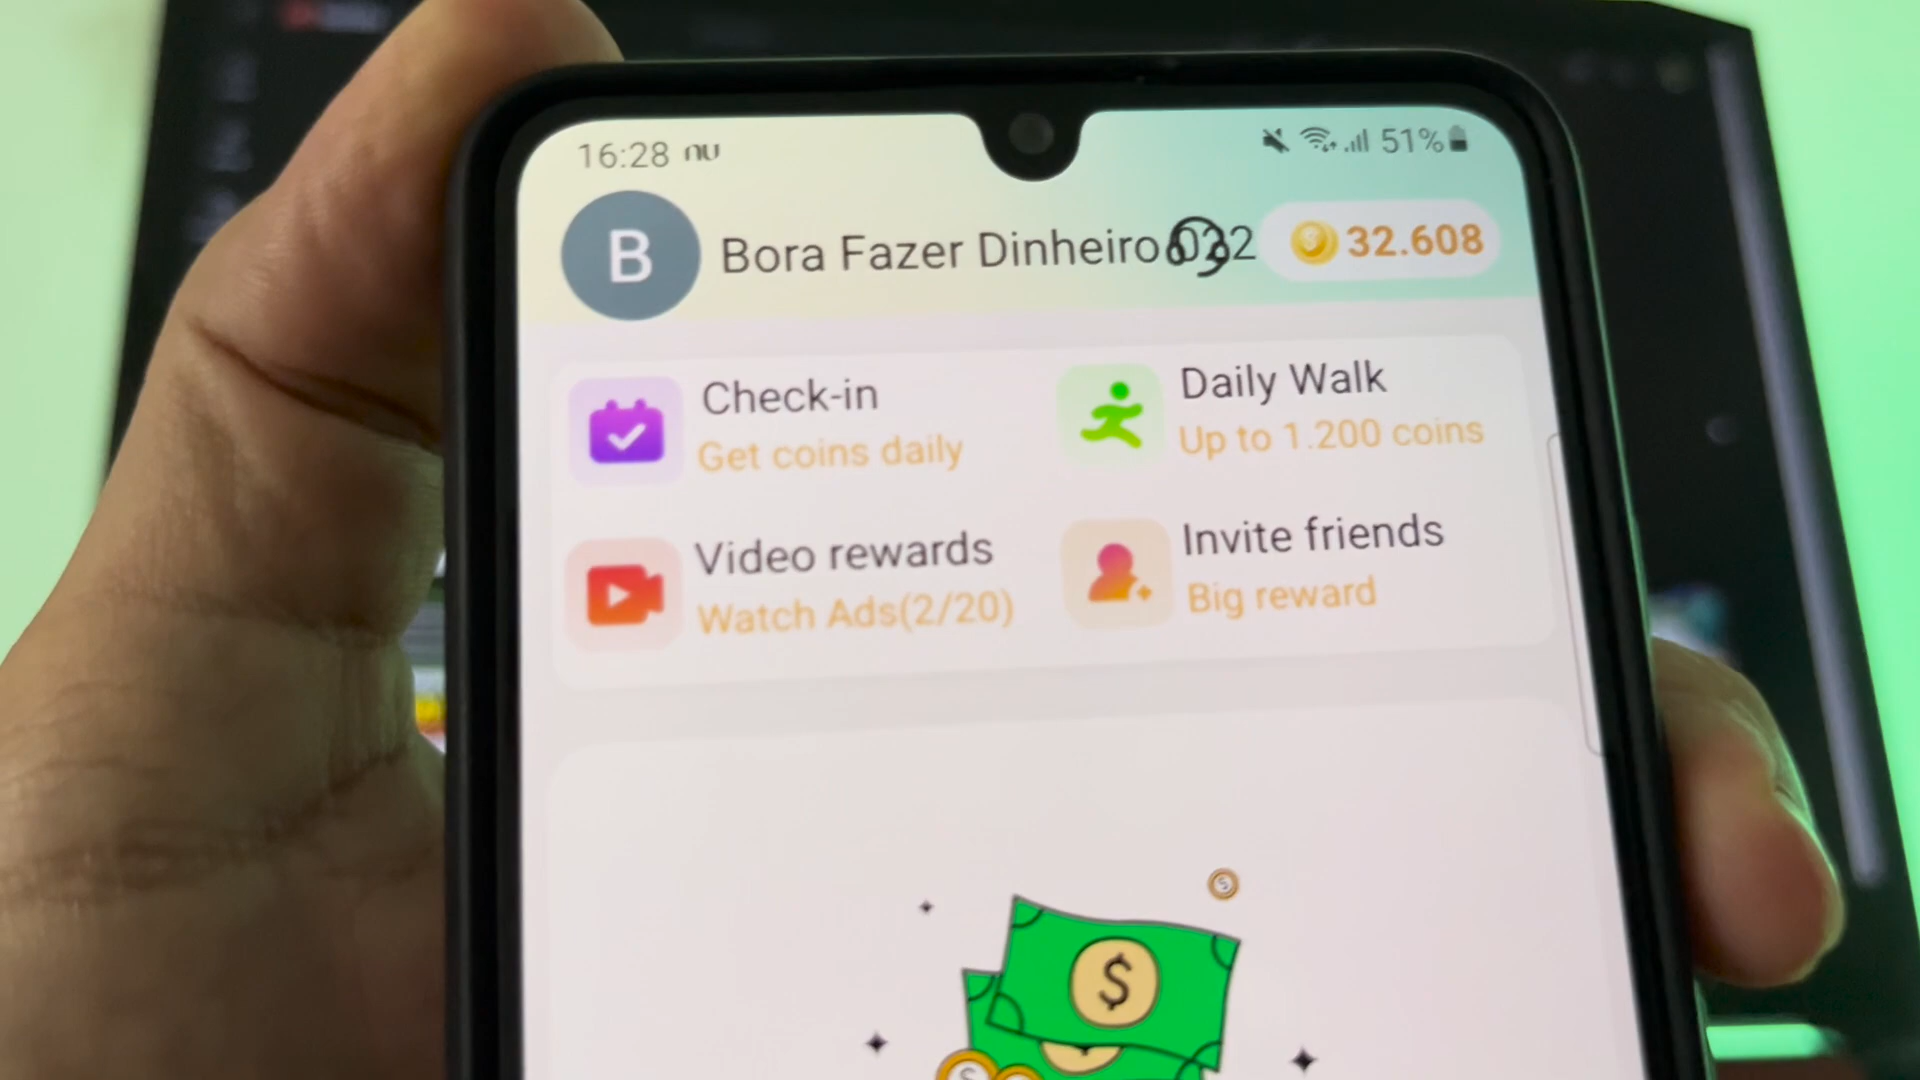 16:28 nu 51%
B Bora Fazer Dinheiro 32.608
Check-in
Get coins daily
Daily Walk
Up to 1.200 coins
Video rewards
Watch Ads(2/20)
Invite friends
Big reward
$